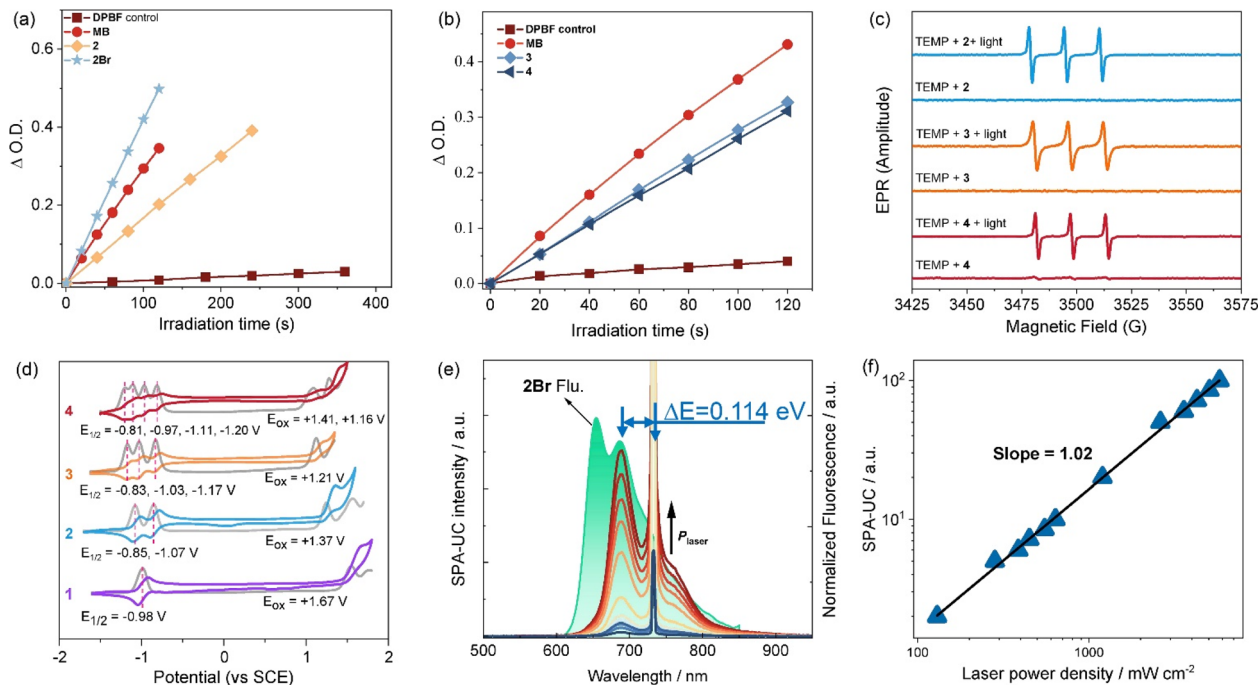 (a)
DPBF control
MB
2
2Br
Δ O.D.
0.6
0.4
0.2
0.0
0
100
200
300
400
Irradiation time (s)
(b)
DPBF control
MB
3
4
Δ O.D.
0.4
0.3
0.2
0.1
0.0
0
20
40
60
80
100
120
Irradiation time (s)
(c)
EPR (Amplitude)
TEMP + 2+ light
TEMP + 2
TEMP + 3 + light
TEMP + 3
TEMP + 4 + light
TEMP + 4
3425
3450
3475
3500
3525
3550
3575
Magnetic Field (G)
(d)
4
E1/2 = -0.81, -0.97, -1.11, -1.20 V
EOX = +1.41, +1.16 V
3
E1/2 = -0.83, -1.03, -1.17 V
EOX = +1.21 V
2
E1/2 = -0.85, -1.07 V
EOX = +1.37 V
1
E1/2 = -0.98 V
EOX = +1.67 V
-2
-1
0
1
2
Potential (vs SCE)
(e)
SPA-UC intensity / a.u.
2Br Flu.
ΔE=0.114 eV
Plaser
Normalized Fluorescence / a.u.
500
600
700
800
900
Wavelength / nm
(f)
SPA-UC / a.u.
10²
10¹
Slope = 1.02
100
1000
Laser power density / mW cm⁻²